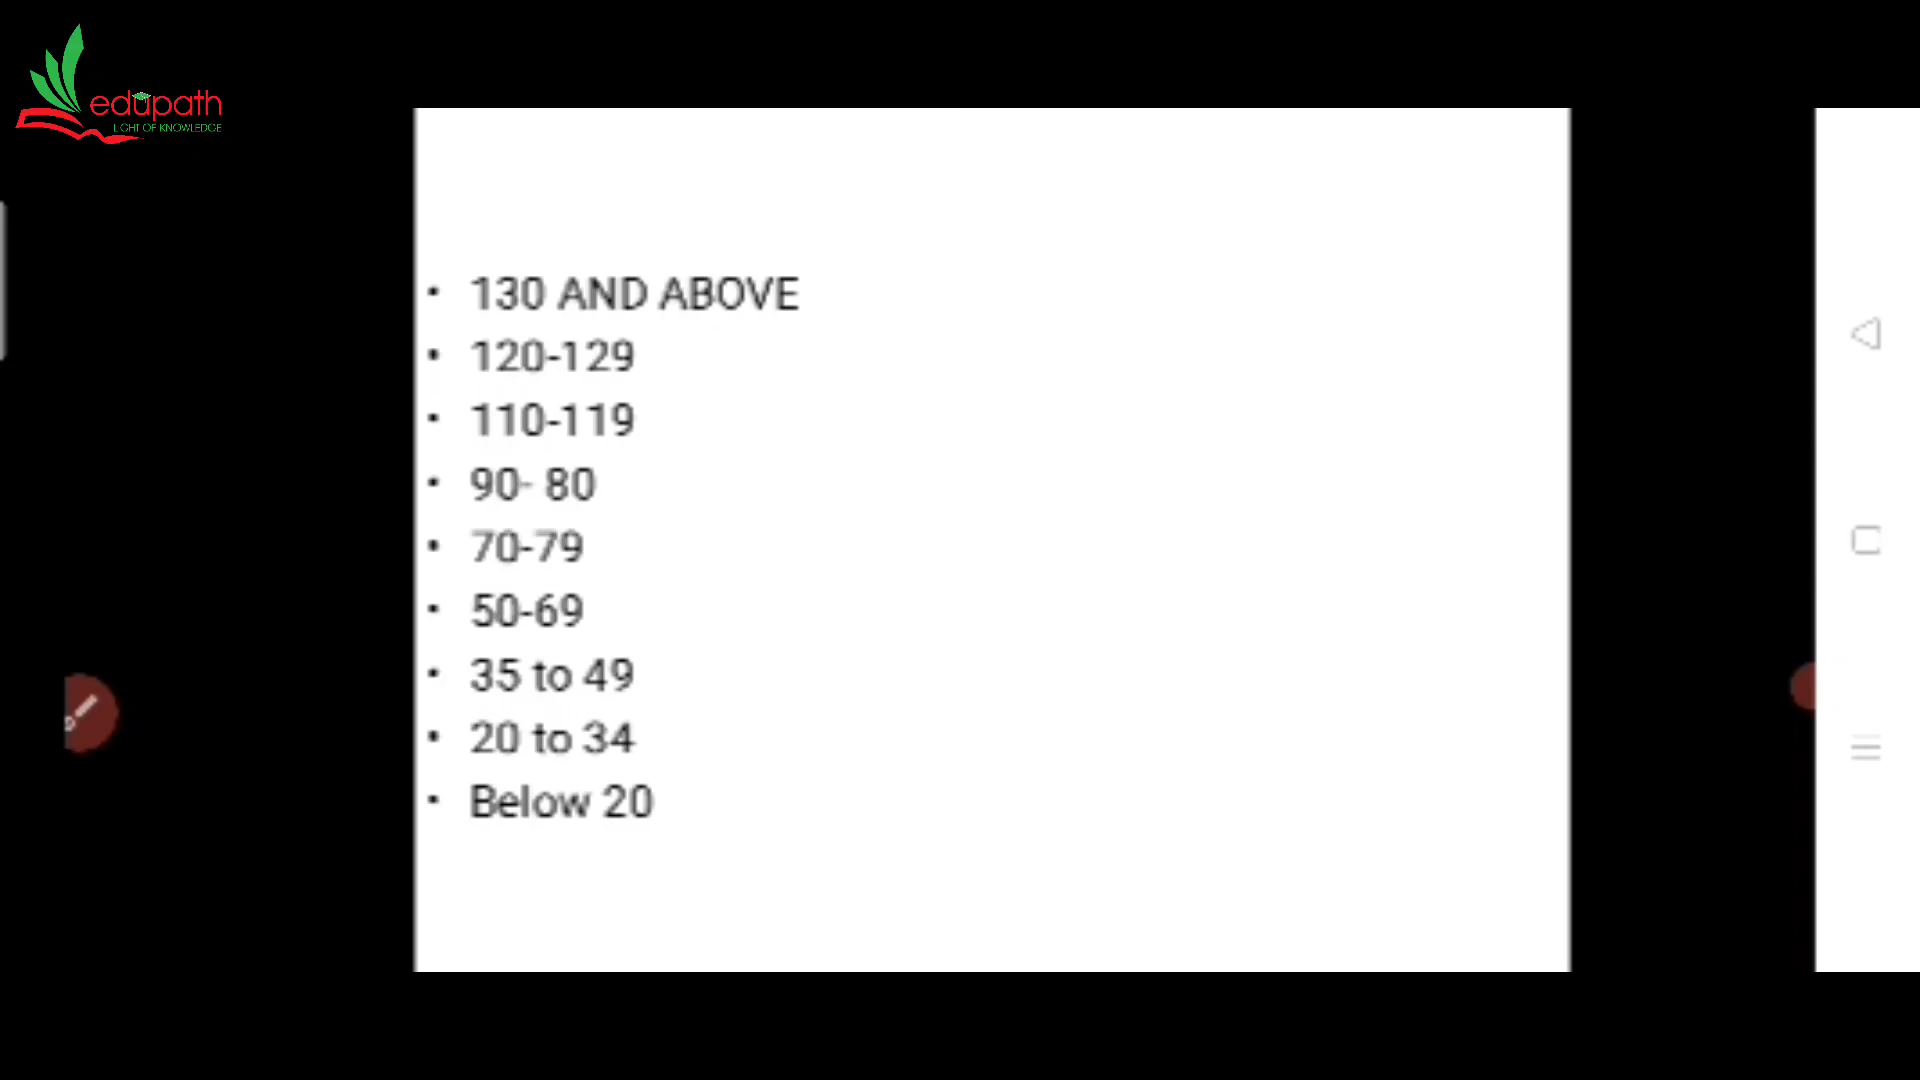 edupath
LIGHT OF KNOWLEDGE
• 130 AND ABOVE
• 120-129
• 110-119
• 90- 80
• 70-79
• 50-69
• 35 to 49
• 20 to 34
• Below 20